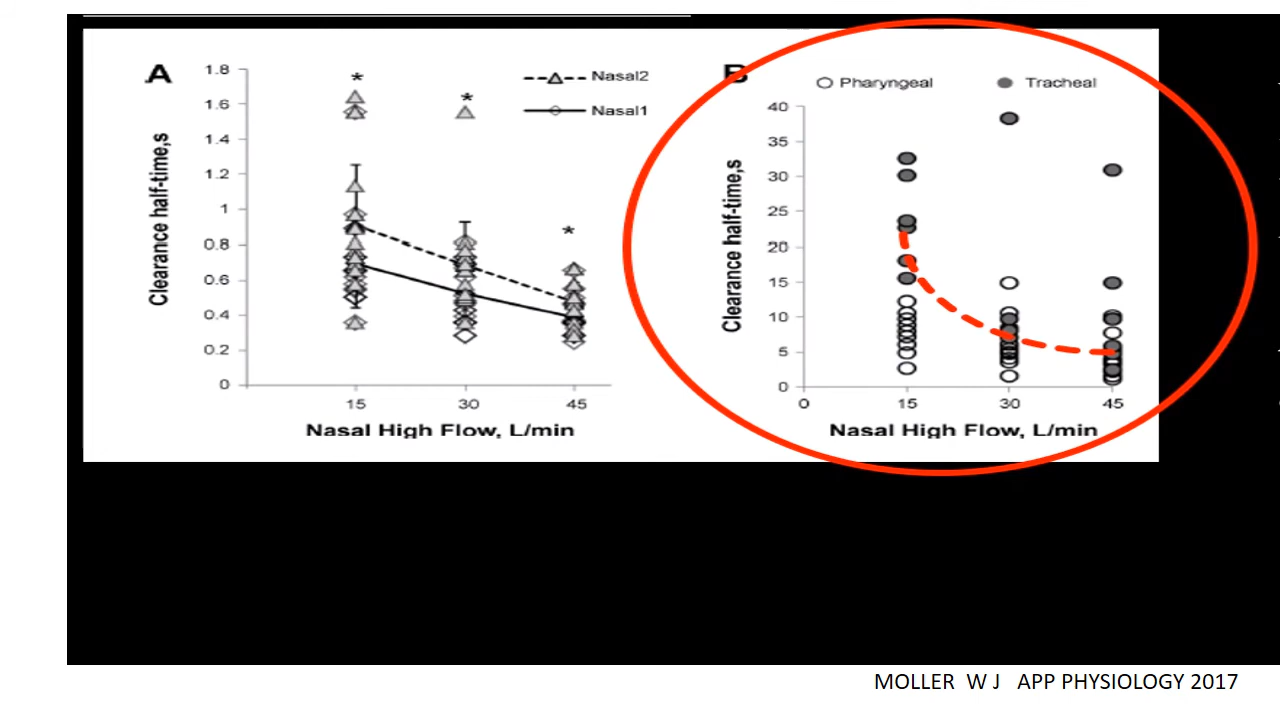 A
1.8
1.6
1.4
1.2
1
0.8
0.6
0.4
0.2
0
Clearance half-time,s
* * *
Nasal2
Nasal1
15 30 45
Nasal High Flow, L/min
B
Pharyngeal Tracheal
40
35
30
25
20
15
10
5
0
Clearance half-time,s
0 15 30 45
Nasal High Flow, L/min
MOLLER W J APP PHYSIOLOGY 2017